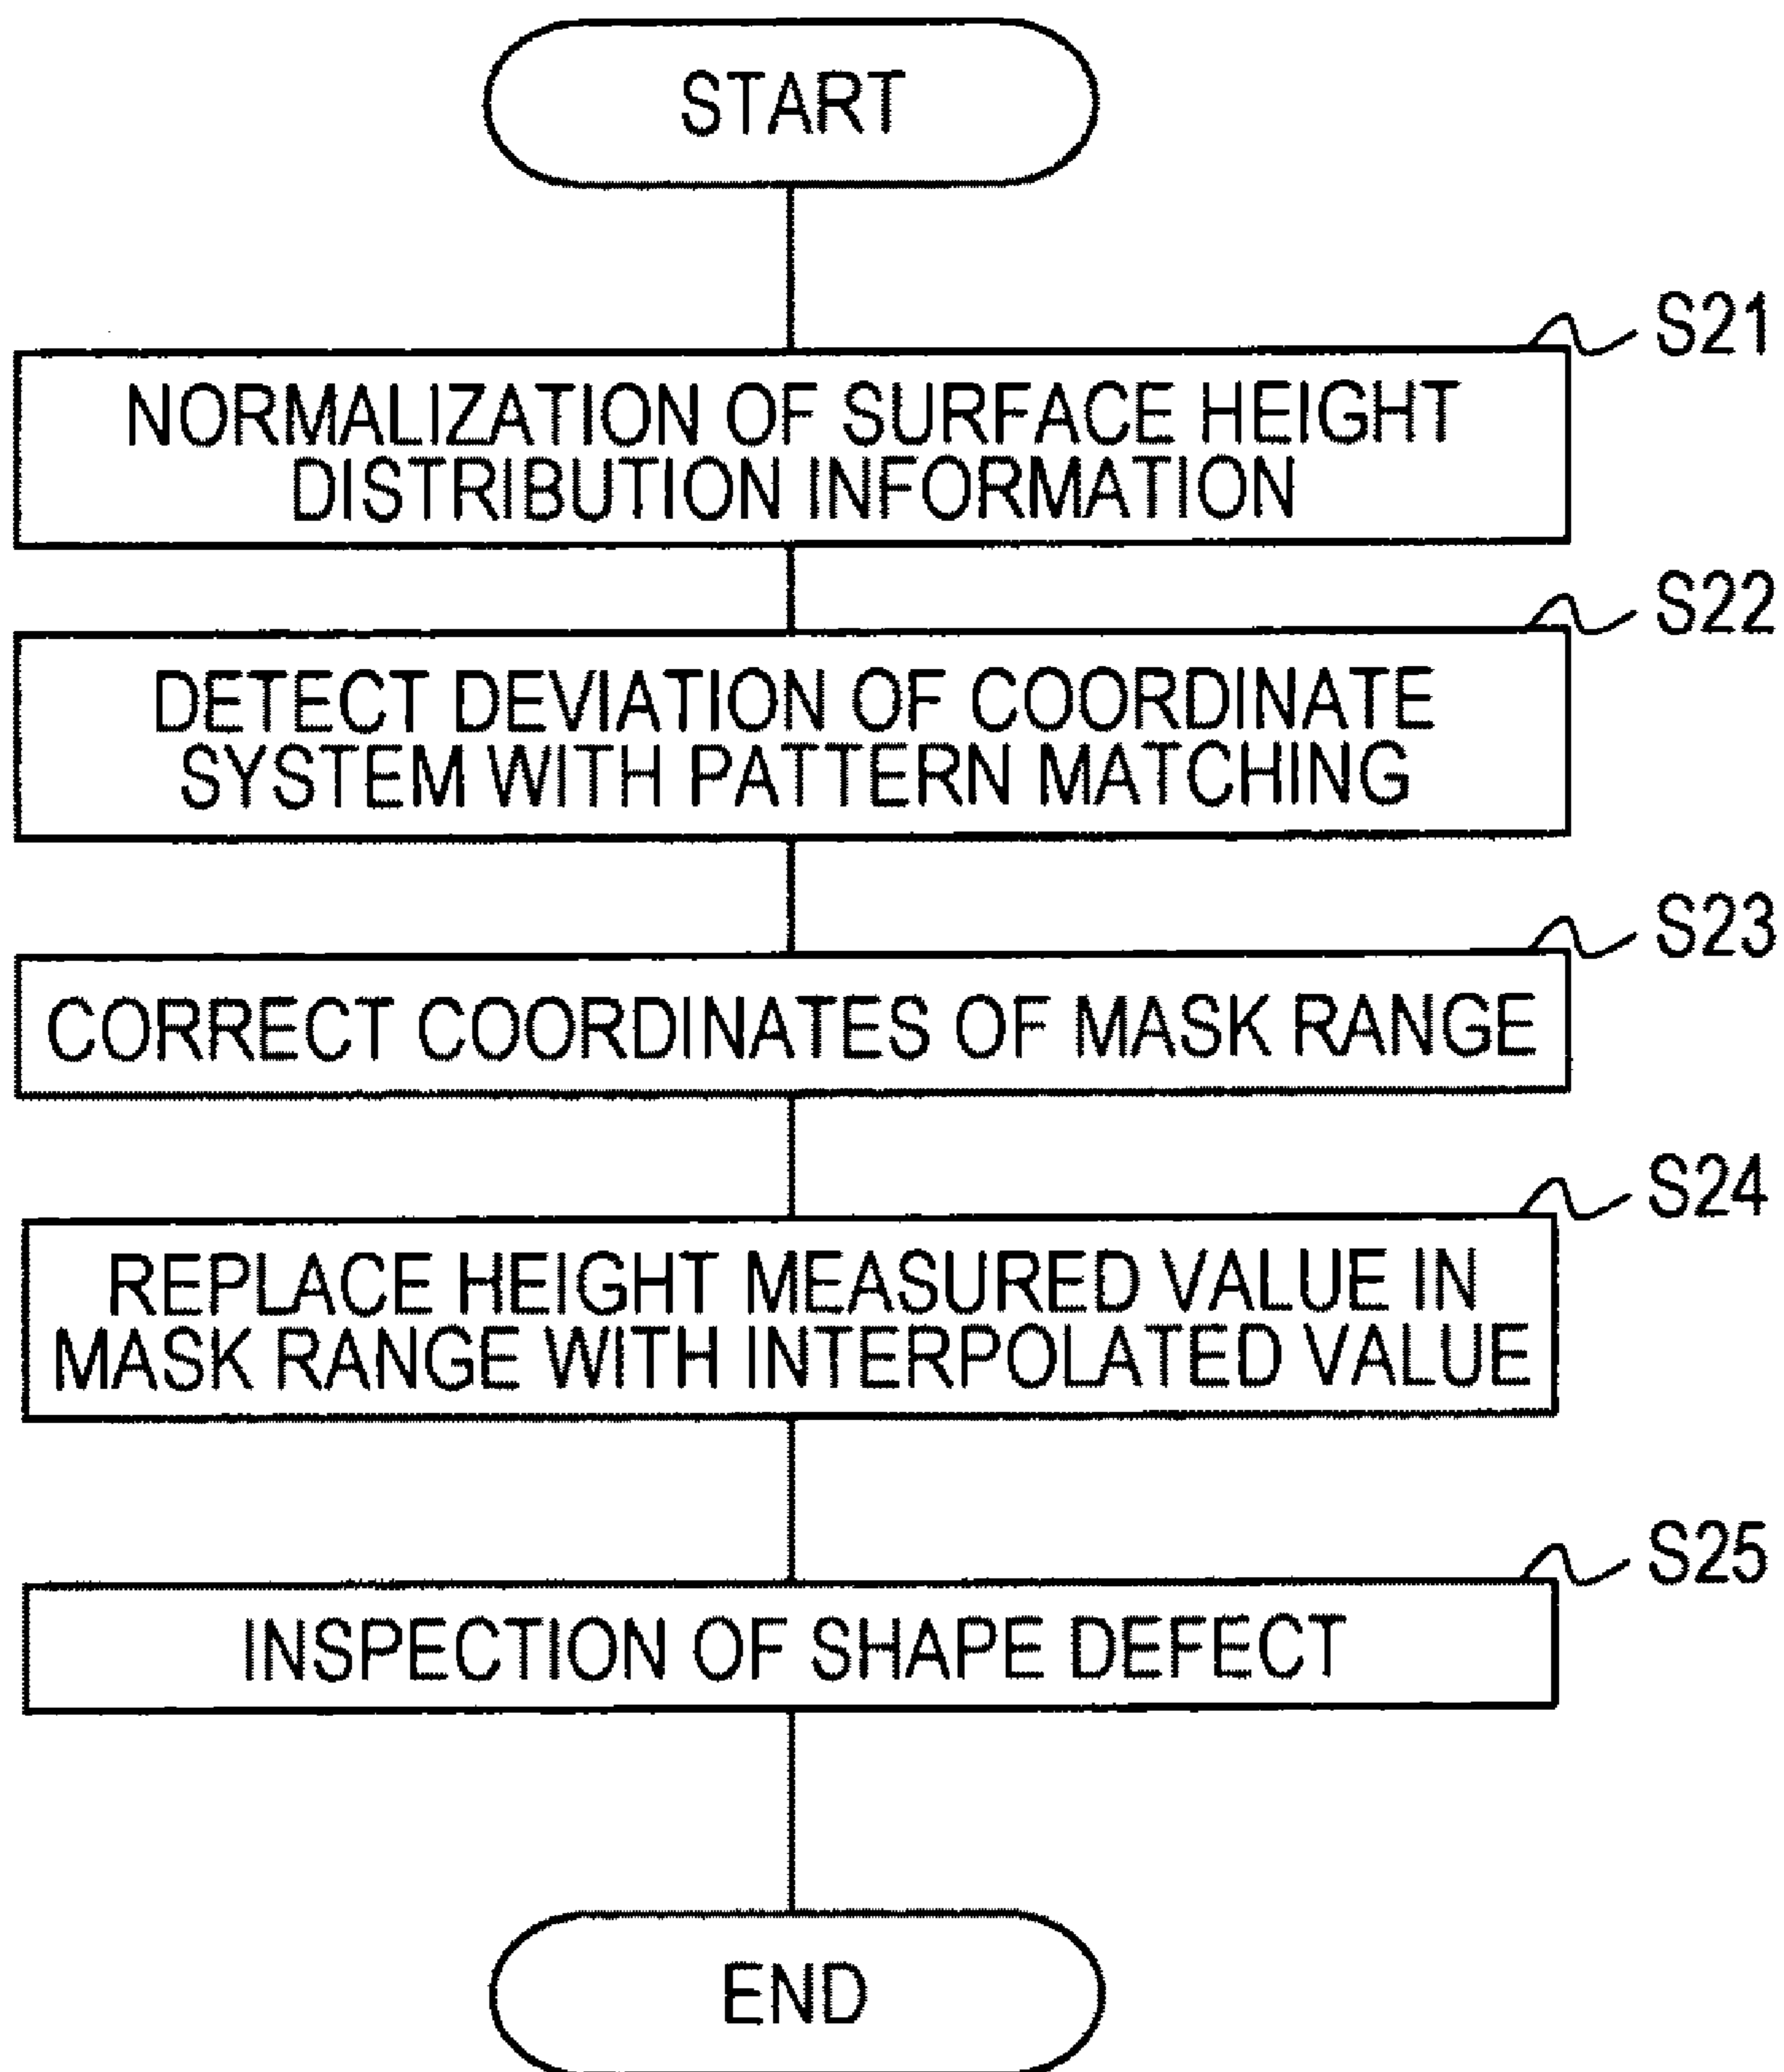 START
S21
NORMALIZATION OF SURFACE HEIGHT
DISTRIBUTION INFORMATION
S22
DETECT DEVIATION OF COORDINATE
SYSTEM WITH PATTERN MATCHING
S23
CORRECT COORDINATES OF MASK RANGE
S24
REPLACE HEIGHT MEASURED VALUE IN
MASK RANGE WITH INTERPOLATED VALUE
S25
INSPECTION OF SHAPE DEFECT
END